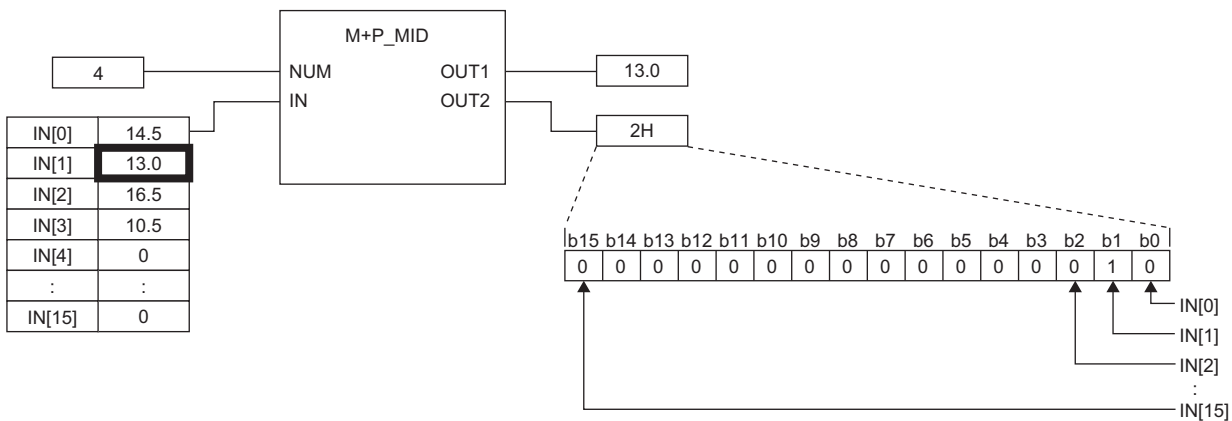 M+P_MID
4
NUM
OUT1
13.0
IN
OUT2
2H
IN[0] 14.5
IN[1] 13.0
IN[2] 16.5
IN[3] 10.5
IN[4] 0
: :
IN[15] 0
b15 b14 b13 b12 b11 b10 b9 b8 b7 b6 b5 b4 b3 b2 b1 b0
0 0 0 0 0 0 0 0 0 0 0 0 0 0 1 0
IN[0]
IN[1]
IN[2]
:
IN[15]